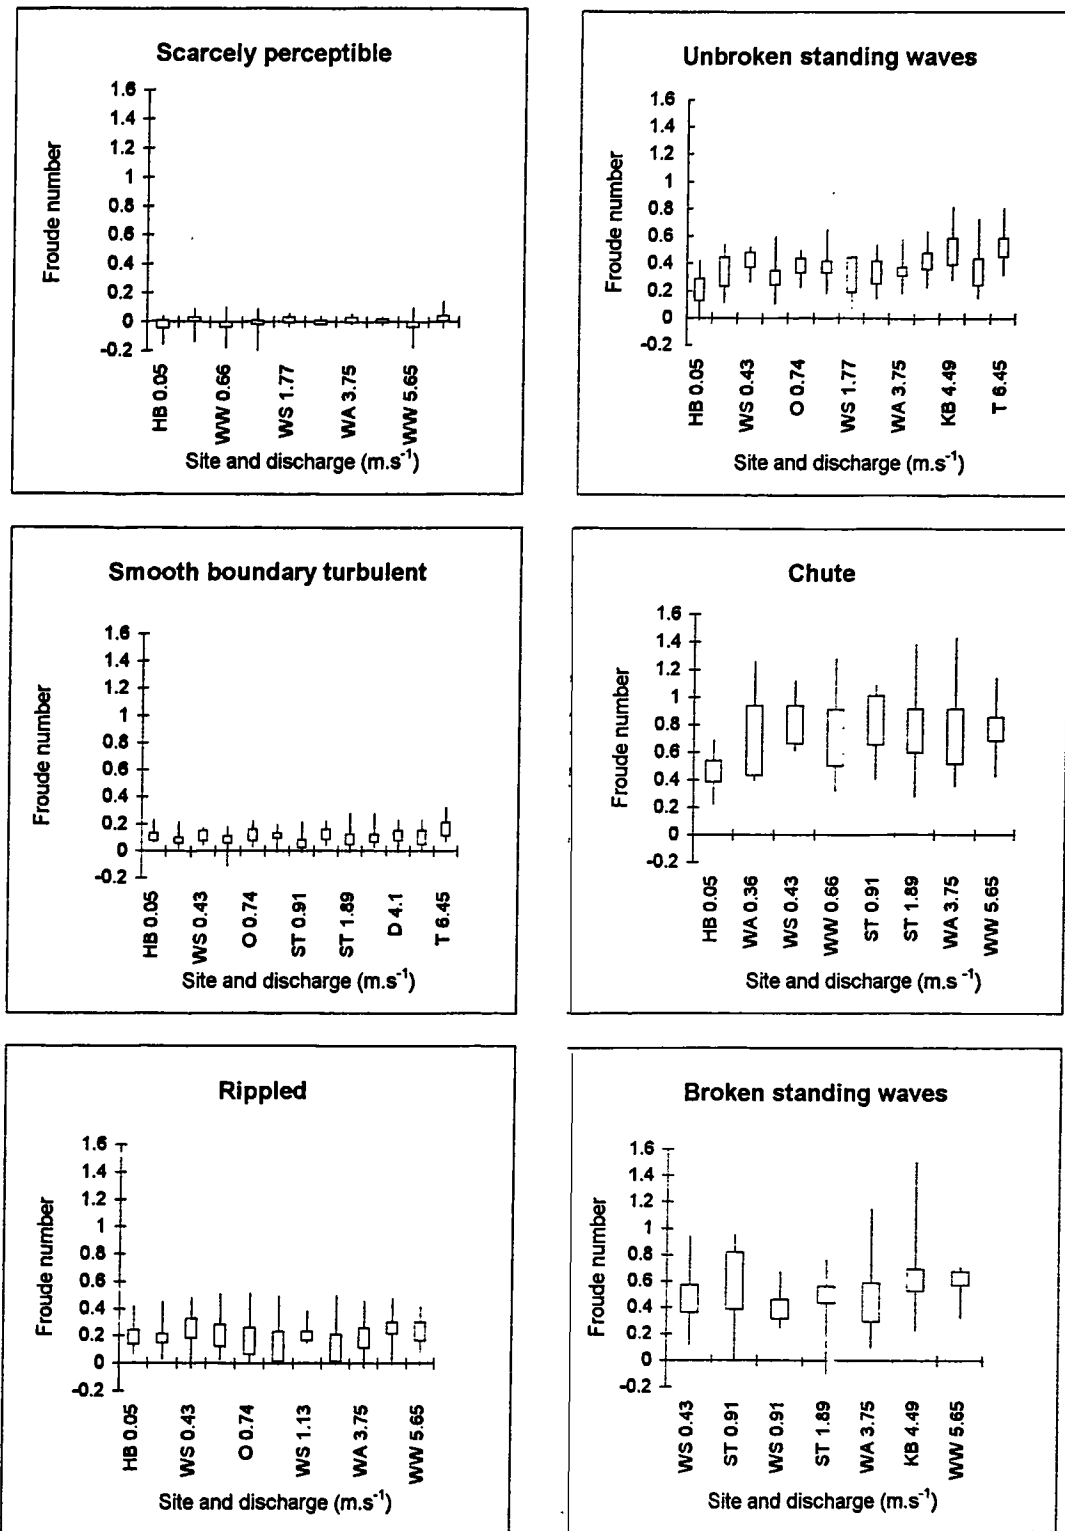 Scarcely perceptible
1.6
1.4
1.2
1
0.8
0.6
0.4
0.2
0
-0.2
Froude number
HB 0.05
WW 0.66
WS 1.77
WA 3.75
WW 5.65
Site and discharge (m.s⁻¹)
Unbroken standing waves
1.6
1.4
1.2
1
0.8
0.6
0.4
0.2
0
-0.2
Froude number
HB 0.05
WS 0.43
O 0.74
WS 1.77
WA 3.75
KB 4.49
T 6.45
Site and discharge (m.s⁻¹)
Smooth boundary turbulent
1.6
1.4
1.2
1
0.8
0.6
0.4
0.2
0
-0.2
Froude number
HB 0.05
WS 0.43
O 0.74
ST 0.91
ST 1.89
D 4.1
T 6.45
Site and discharge (m.s⁻¹)
Chute
1.6
1.4
1.2
1
0.8
0.6
0.4
0.2
0
-0.2
Froude number
HB 0.05
WA 0.36
WS 0.43
WW 0.66
ST 0.91
ST 1.89
WA 3.75
WW 5.65
Site and discharge (m.s ⁻¹)
Rippled
1.6
1.4
1.2
1
0.8
0.6
0.4
0.2
0
-0.2
Froude number
HB 0.05
WS 0.43
O 0.74
WS 1.13
WA 3.75
WW 5.65
Site and discharge (m.s⁻¹)
Broken standing waves
1.6
1.4
1.2
1
0.8
0.6
0.4
0.2
0
-0.2
Froude number
WS 0.43
ST 0.91
WS 0.91
ST 1.89
WA 3.75
KB 4.49
WW 5.65
Site and discharge (m.s⁻¹)